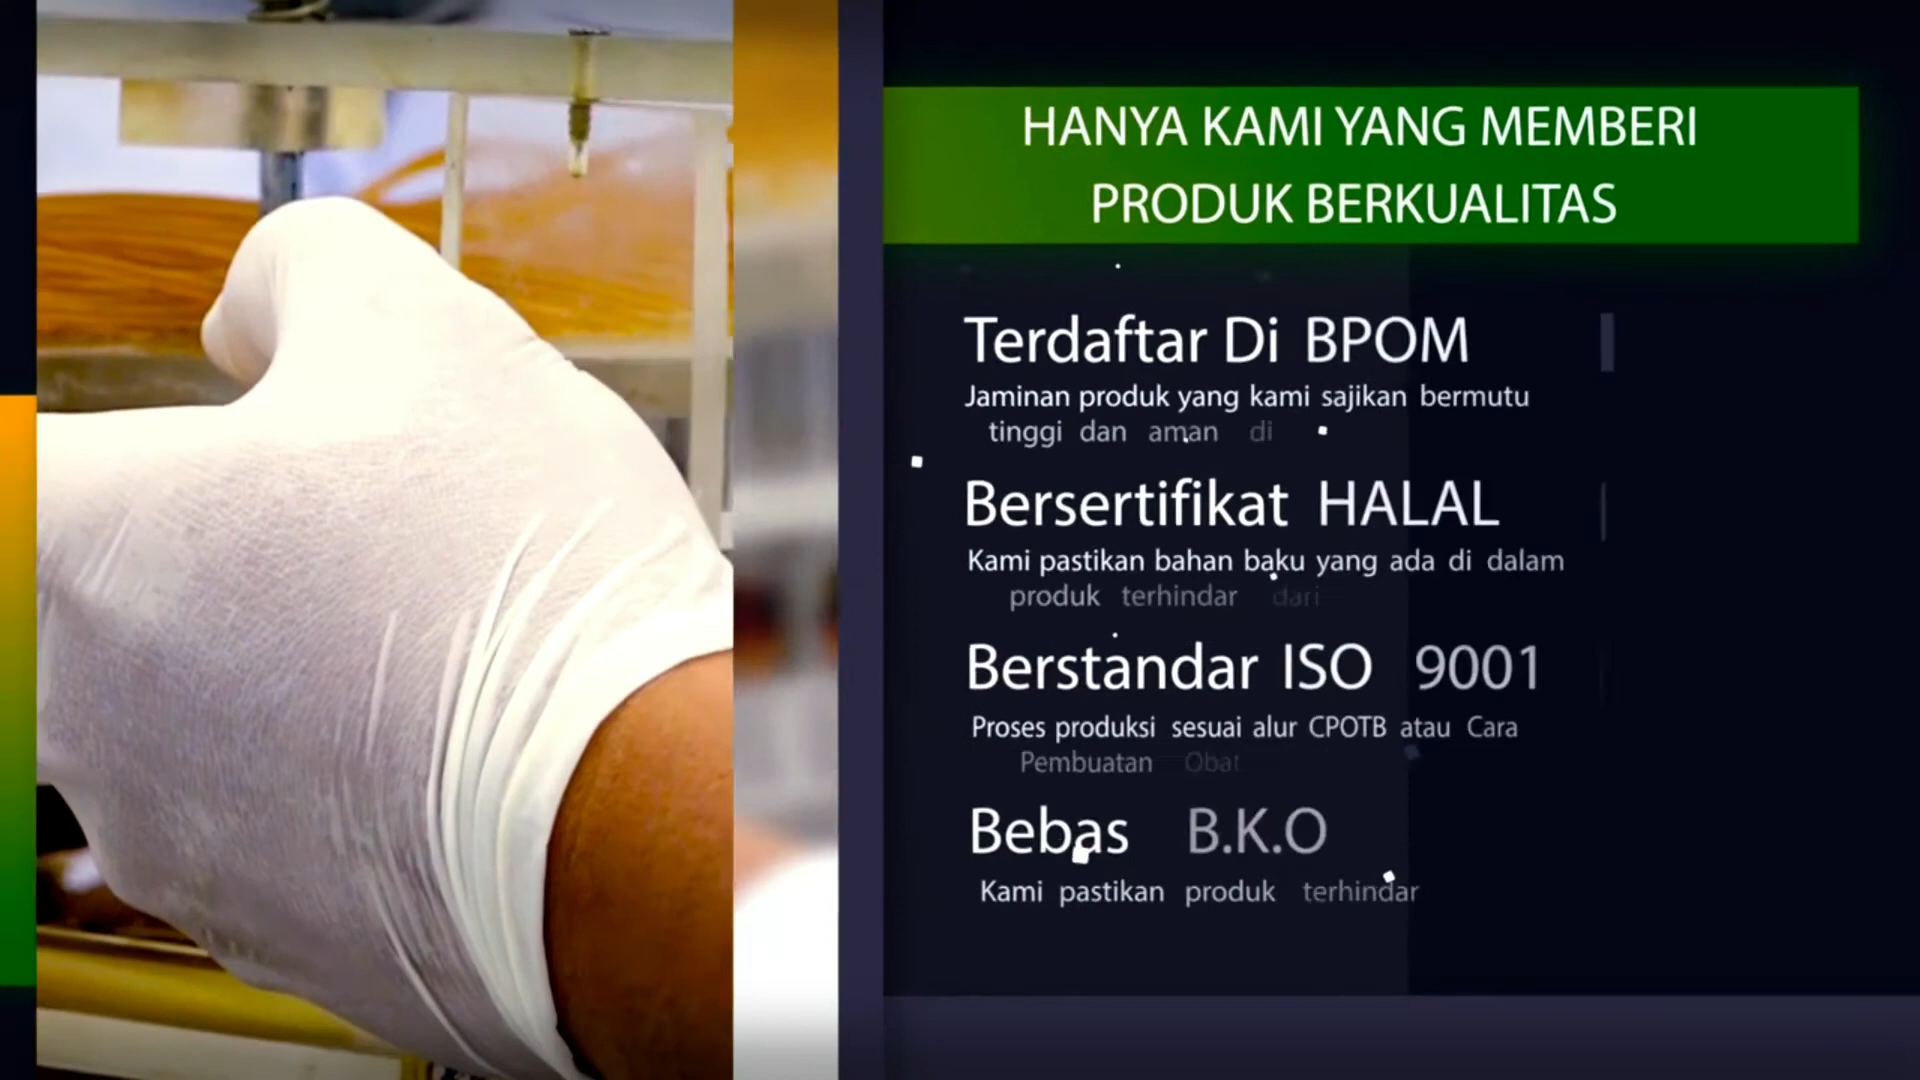 HANYA KAMI YANG MEMBERI
PRODUK BERKUALITAS
Terdaftar Di BPOM
Jaminan produk yang kami sajikan bermutu
tinggi dan aman di
Bersertifikat HALAL
Kami pastikan bahan baku yang ada di dalam
produk terhindar dari
Berstandar ISO 9001
Proses produksi sesuai alur CPOTB atau Cara
Pembuatan Obat
Bebas B.K.O
Kami pastikan produk terhindar